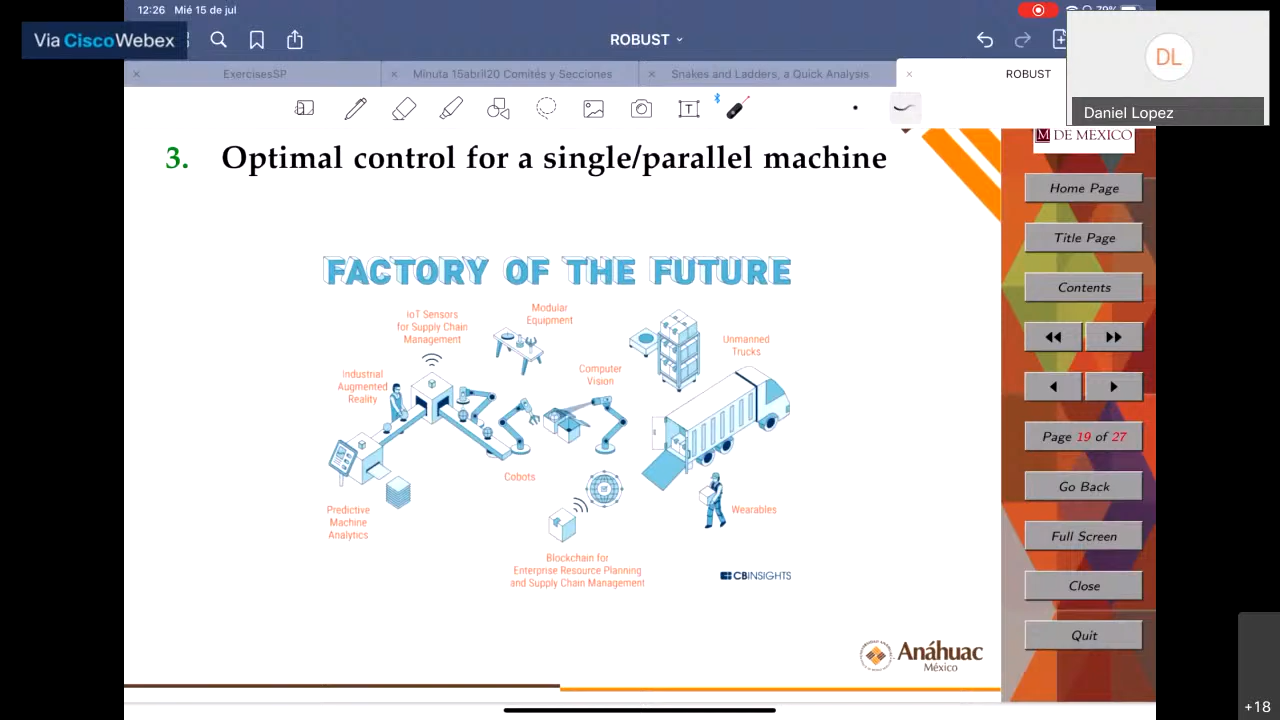 12:26 Mié 15 de jul
79%
Via Cisco Webex
ROBUST
DL
Daniel Lopez
ExercisesSP
Minuta 15abril20 Comités y Secciones
Snakes and Ladders, a Quick Analysis
ROBUST
T
M DE MEXICO
3. Optimal control for a single/parallel machine
FACTORY OF THE FUTURE
IoT Sensors
for Supply Chain
Management
Modular
Equipment
Unmanned
Trucks
Industrial
Augmented
Reality
Computer
Vision
Cobots
Predictive
Machine
Analytics
Wearables
Blockchain for
Enterprise Resource Planning
and Supply Chain Management
CBINSIGHTS
Anáhuac
México
Home Page
Title Page
Contents
Page 19 of 27
Go Back
Full Screen
Close
Quit
+18